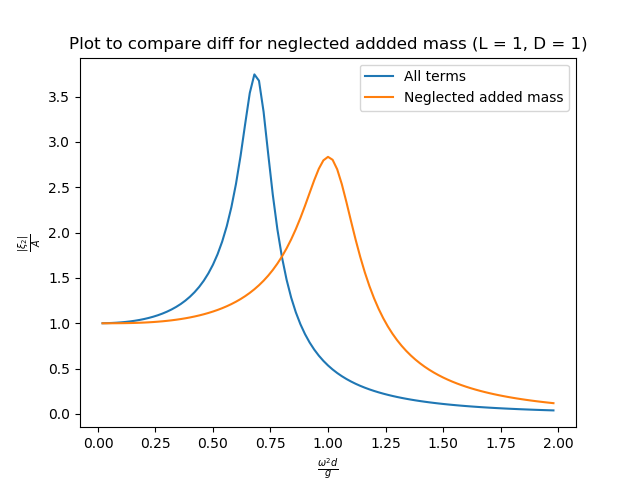 Plot to compare diff for neglected addded mass (L = 1, D = 1)
All terms
Neglected added mass
3.5
3.0
2.5
2.0
1.5
1.0
0.5
0.0
|ξ₂|/A
0.00 0.25 0.50 0.75 1.00 1.25 1.50 1.75 2.00
ω²d/g